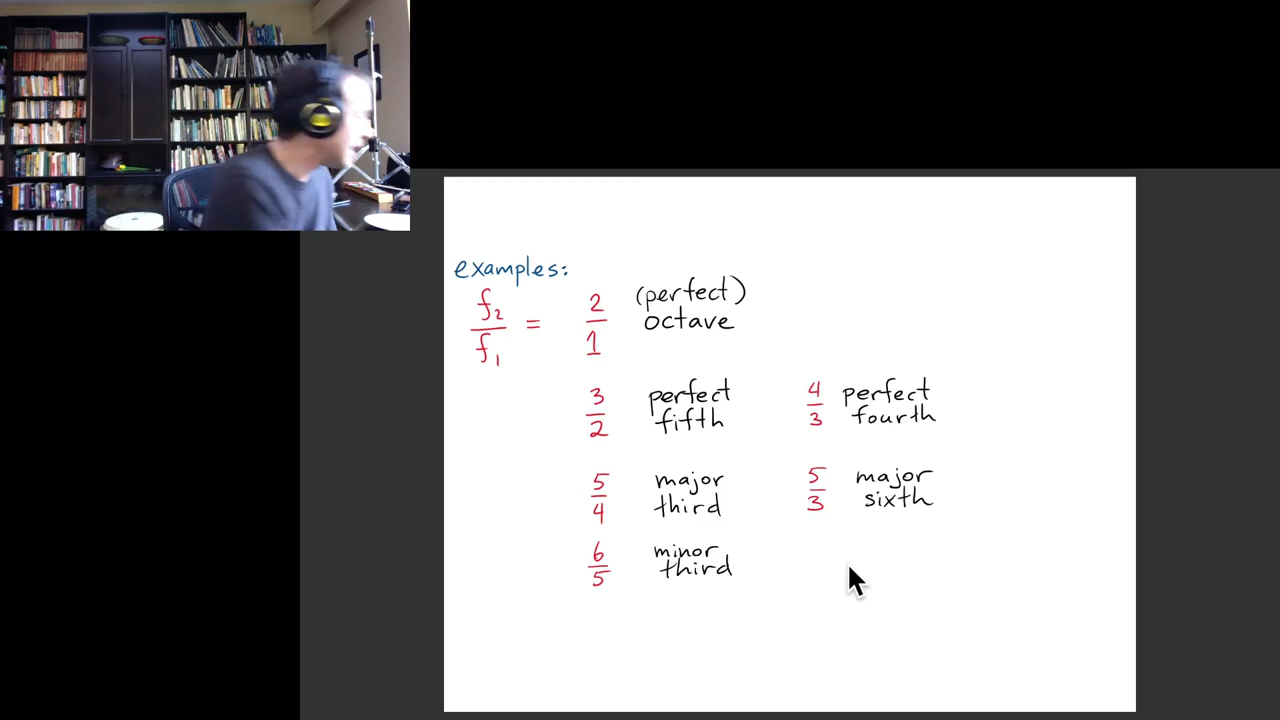 examples:
f₂/f₁ = 2/1 (perfect) octave
3/2 perfect fifth
4/3 perfect fourth
5/4 major third
5/3 major sixth
6/5 minor third